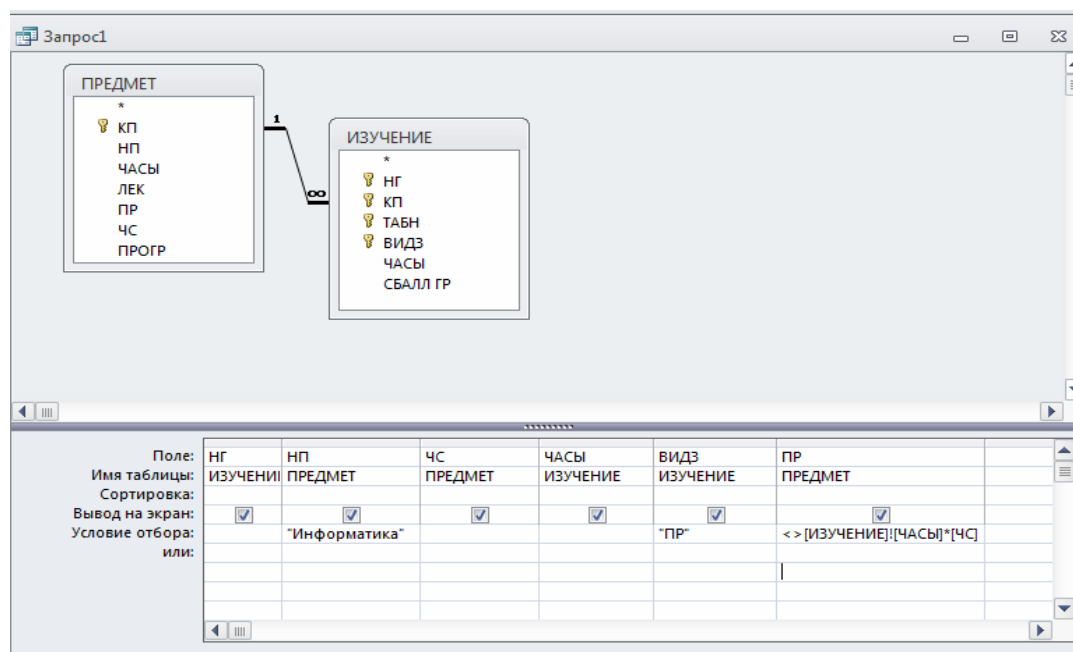 Запрос1
ПРЕДМЕТ
*
КП
НП
ЧАСЫ
ЛЕК
ПР
ЧС
ПРОГР
1
∞
ИЗУЧЕНИЕ
*
НГ
КП
ТАБН
ВИДЗ
ЧАСЫ
СБАЛЛ ГР
Поле: НГ НП ЧС ЧАСЫ ВИДЗ ПР
Имя таблицы: ИЗУЧЕНИ ПРЕДМЕТ ПРЕДМЕТ ИЗУЧЕНИЕ ИЗУЧЕНИЕ ПРЕДМЕТ
Сортировка:
Вывод на экран:
Условие отбора: "Информатика" "ПР" <>[ИЗУЧЕНИЕ]![ЧАСЫ]*[ЧС]
или: